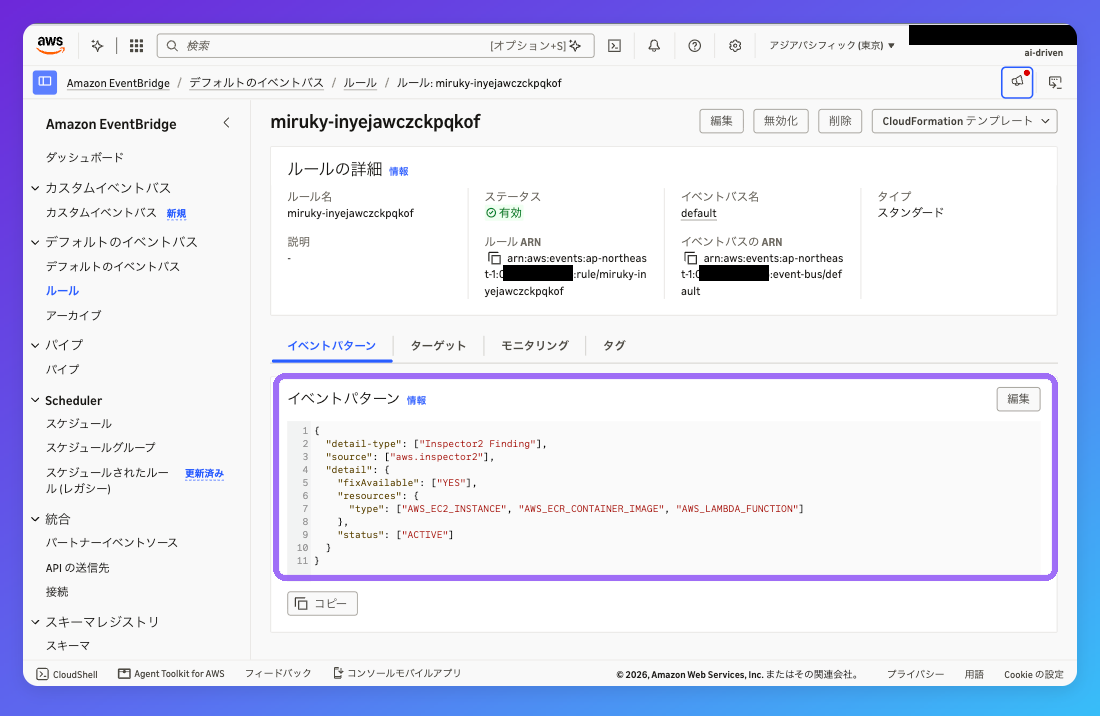 aws
検索
[オプション+S]
アジアパシフィック (東京) ▼
ai-driven
Amazon EventBridge / デフォルトのイベントバス / ルール / ルール: miruky-inyejawczckpqkof
Amazon EventBridge
ダッシュボード
カスタムイベントバス
カスタムイベントバス 新規
デフォルトのイベントバス
デフォルトのイベントバス
ルール
アーカイブ
パイプ
パイプ
Scheduler
スケジュール
スケジュールグループ
スケジュールされたルー
ル (レガシー)
更新済み
統合
パートナーイベントソース
API の送信先
接続
スキーマレジストリ
スキーマ
miruky-inyejawczckpqkof
編集
無効化
削除
CloudFormation テンプレート
ルールの詳細 情報
ルール名
miruky-inyejawczckpqkof
説明
-
ステータス
有効
ルール ARN
arn:aws:events:ap-northeas
t-1:0 :rule/miruky-in
yejawczckpqkof
イベントバス名
default
イベントバスの ARN
arn:aws:events:ap-northeas
t-1:0 :event-bus/def
ault
タイプ
スタンダード
イベントパターン
ターゲット
モニタリング
タグ
イベントパターン 情報
編集
1 {
2 "detail-type": ["Inspector2 Finding"],
3 "source": ["aws.inspector2"],
4 "detail": {
5 "fixAvailable": ["YES"],
6 "resources": {
7 "type": ["AWS_EC2_INSTANCE", "AWS_ECR_CONTAINER_IMAGE", "AWS_LAMBDA_FUNCTION"]
8 },
9 "status": ["ACTIVE"]
10 }
11 }
コピー
CloudShell
Agent Toolkit for AWS
フィードバック
コンソールモバイルアプリ
© 2026, Amazon Web Services, Inc. またはその関連会社。
プライバシー
用語
Cookie の設定